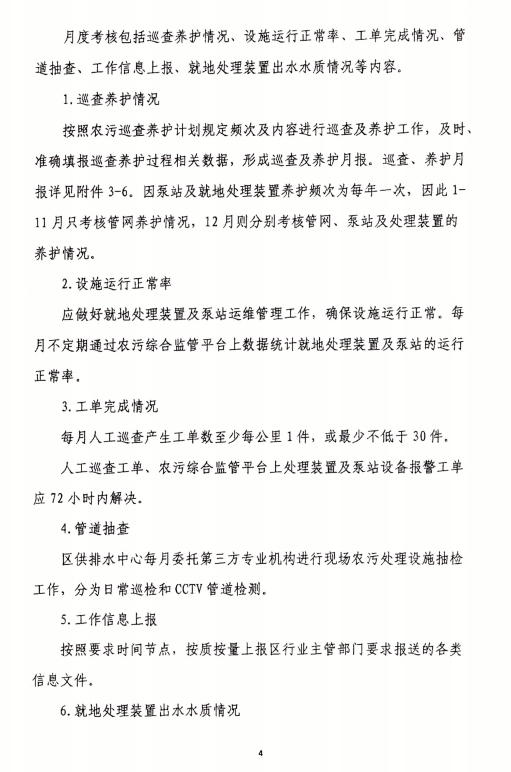 月度考核包括巡查养护情况、设施运行正常率、工单完成情况、管
道抽查、工作信息上报、就地处理装置出水水质情况等内容。
1.巡查养护情况
按照农污巡查养护计划规定频次及内容进行巡查及养护工作，及时、
准确填报巡查养护过程相关数据，形成巡查及养护月报。巡查、养护月
报详见附件 3-6。因泵站及就地处理装置养护频次为每年一次，因此 1-
11 月只考核管网养护情况，12 月则分别考核管网、泵站及处理装置的
养护情况。
2.设施运行正常率
应做好就地处理装置及泵站运维管理工作，确保设施运行正常。每
月不定期通过农污综合监管平台上数据统计就地处理装置及泵站的运行
正常率。
3.工单完成情况
每月人工巡查产生工单数至少每公里 1 件，或最少不低于 30 件。
人工巡查工单、农污综合监管平台上处理装置及泵站设备报警工单
应 72 小时内解决。
4.管道抽查
区供排水中心每月委托第三方专业机构进行现场农污处理设施抽检
工作，分为日常巡检和 CCTV 管道检测。
5.工作信息上报
按照要求时间节点，按质按量上报区行业主管部门要求报送的各类
信息文件。
6.就地处理装置出水水质情况
4